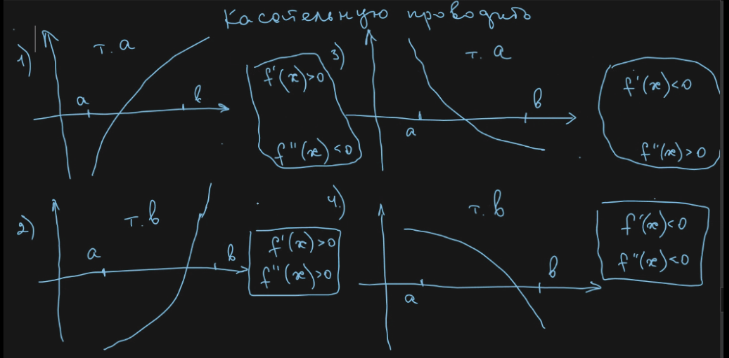 Касательную проводить
1)
т. a
a
b
f'(x)>0
f''(x)<0
3)
т. a
a
b
f'(x)<0
f''(x)>0
2)
т. b
a
b
f'(x)>0
f''(x)>0
4.)
т. b
a
b
f'(x)<0
f''(x)<0